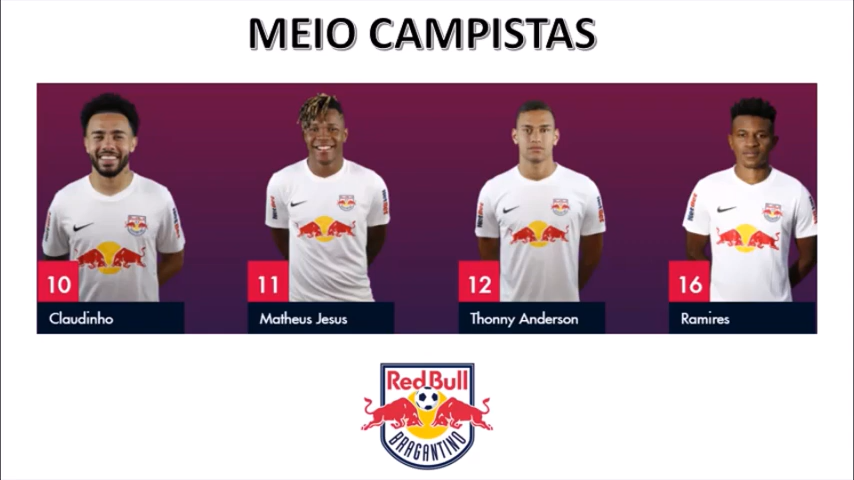 MEIO CAMPISTAS
10
Claudinho
11
Matheus Jesus
12
Thonny Anderson
16
Ramires
Red Bull
BRAGANTINO